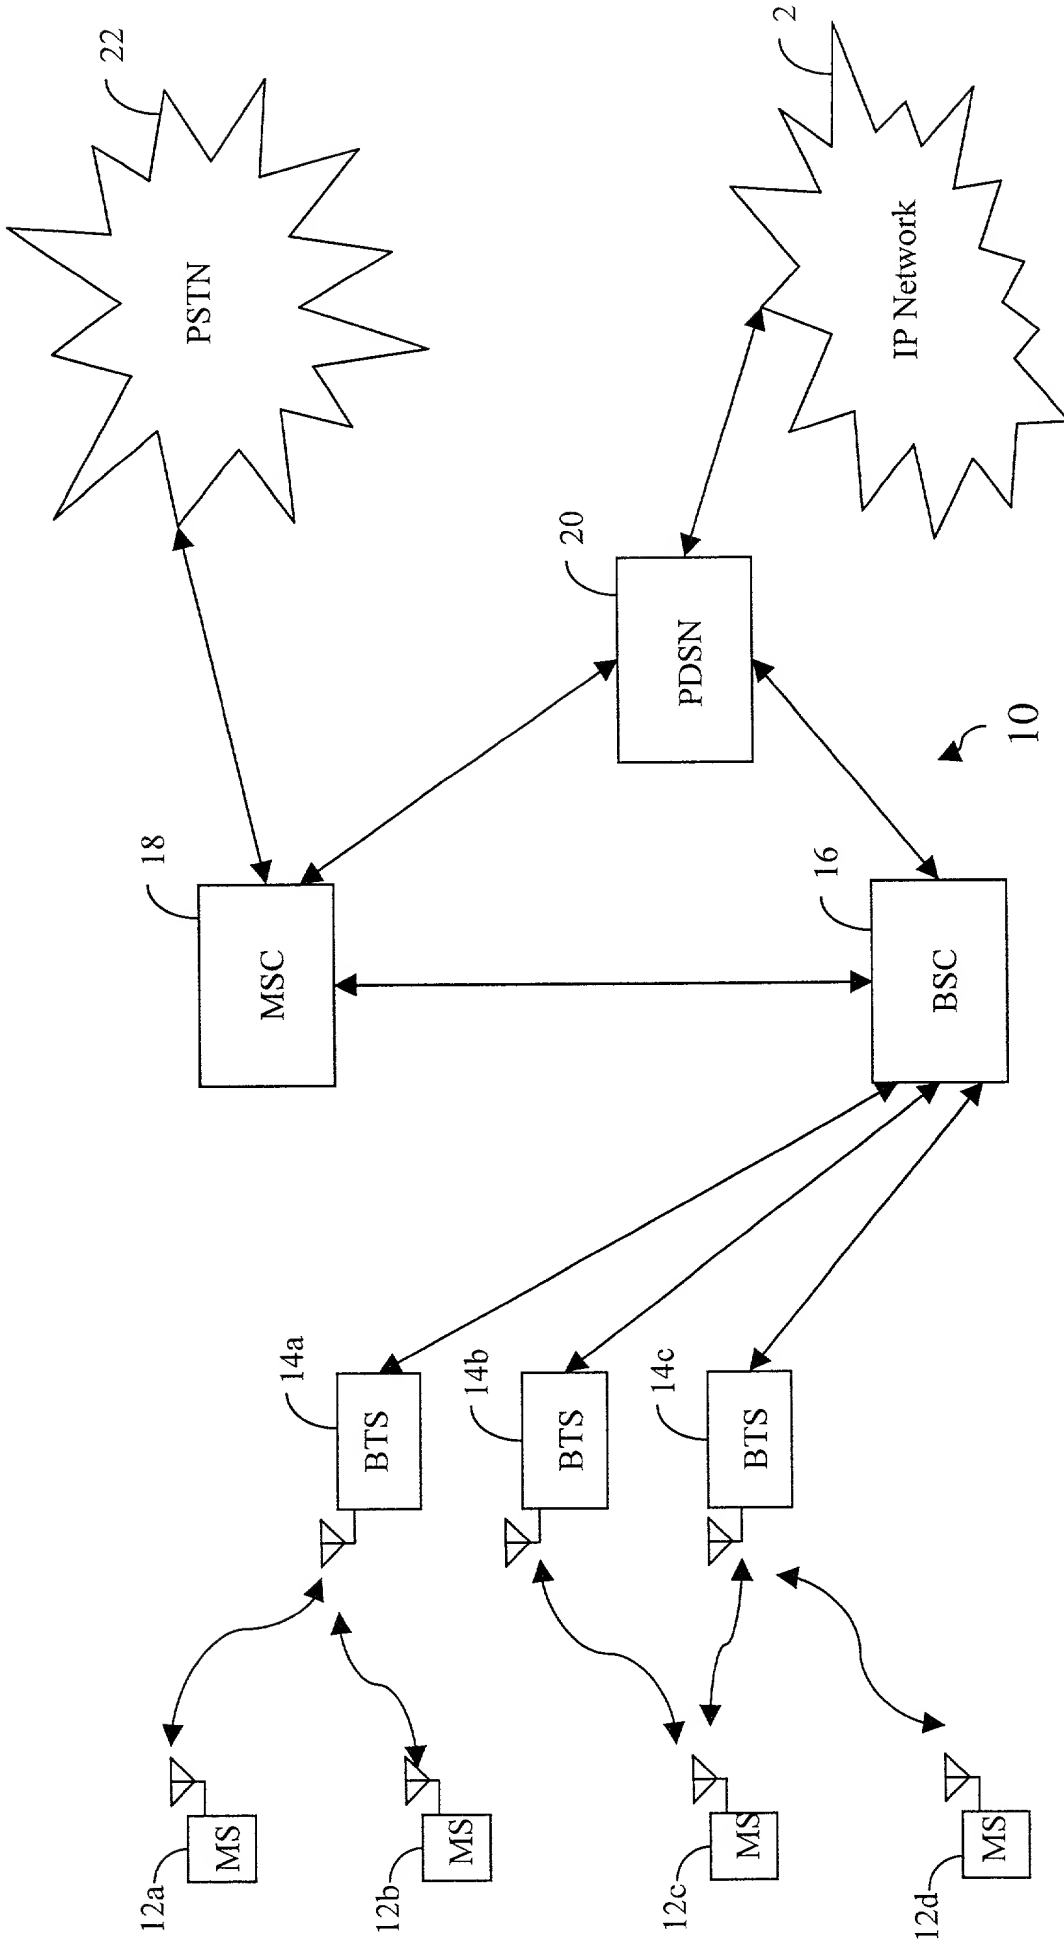 12a
MS
12b
MS
12c
MS
12d
MS
14a
BTS
14b
BTS
14c
BTS
18
MSC
16
BSC
20
PDSN
10
22
PSTN
2
IP Network